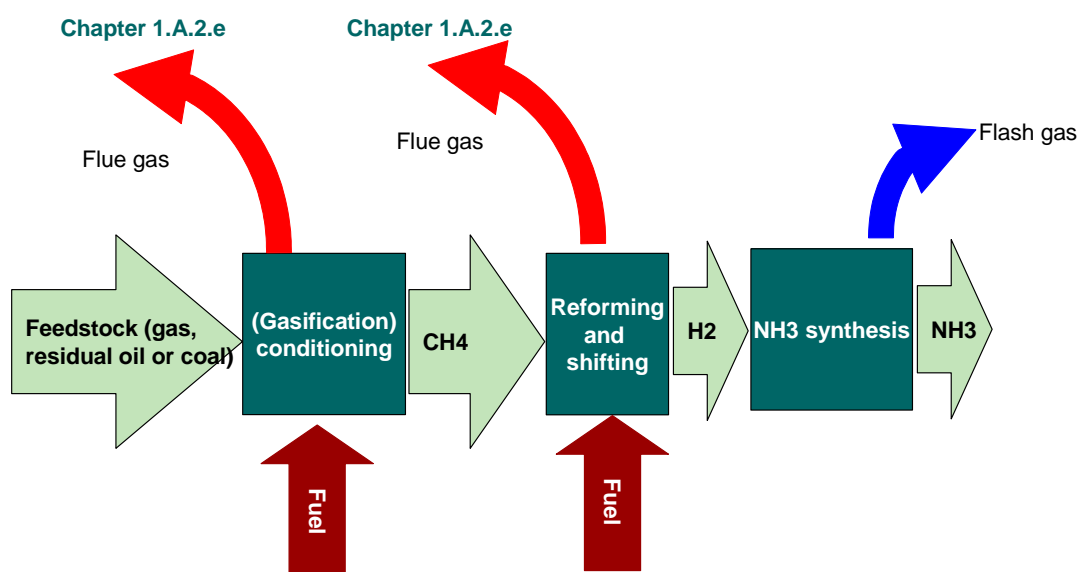 Chapter 1.A.2.e
Chapter 1.A.2.e
Flue gas
Flue gas
Flash gas
Feedstock (gas,
residual oil or coal)
(Gasification)
conditioning
CH4
Reforming
and
shifting
H2
NH3 synthesis
NH3
Fuel
Fuel